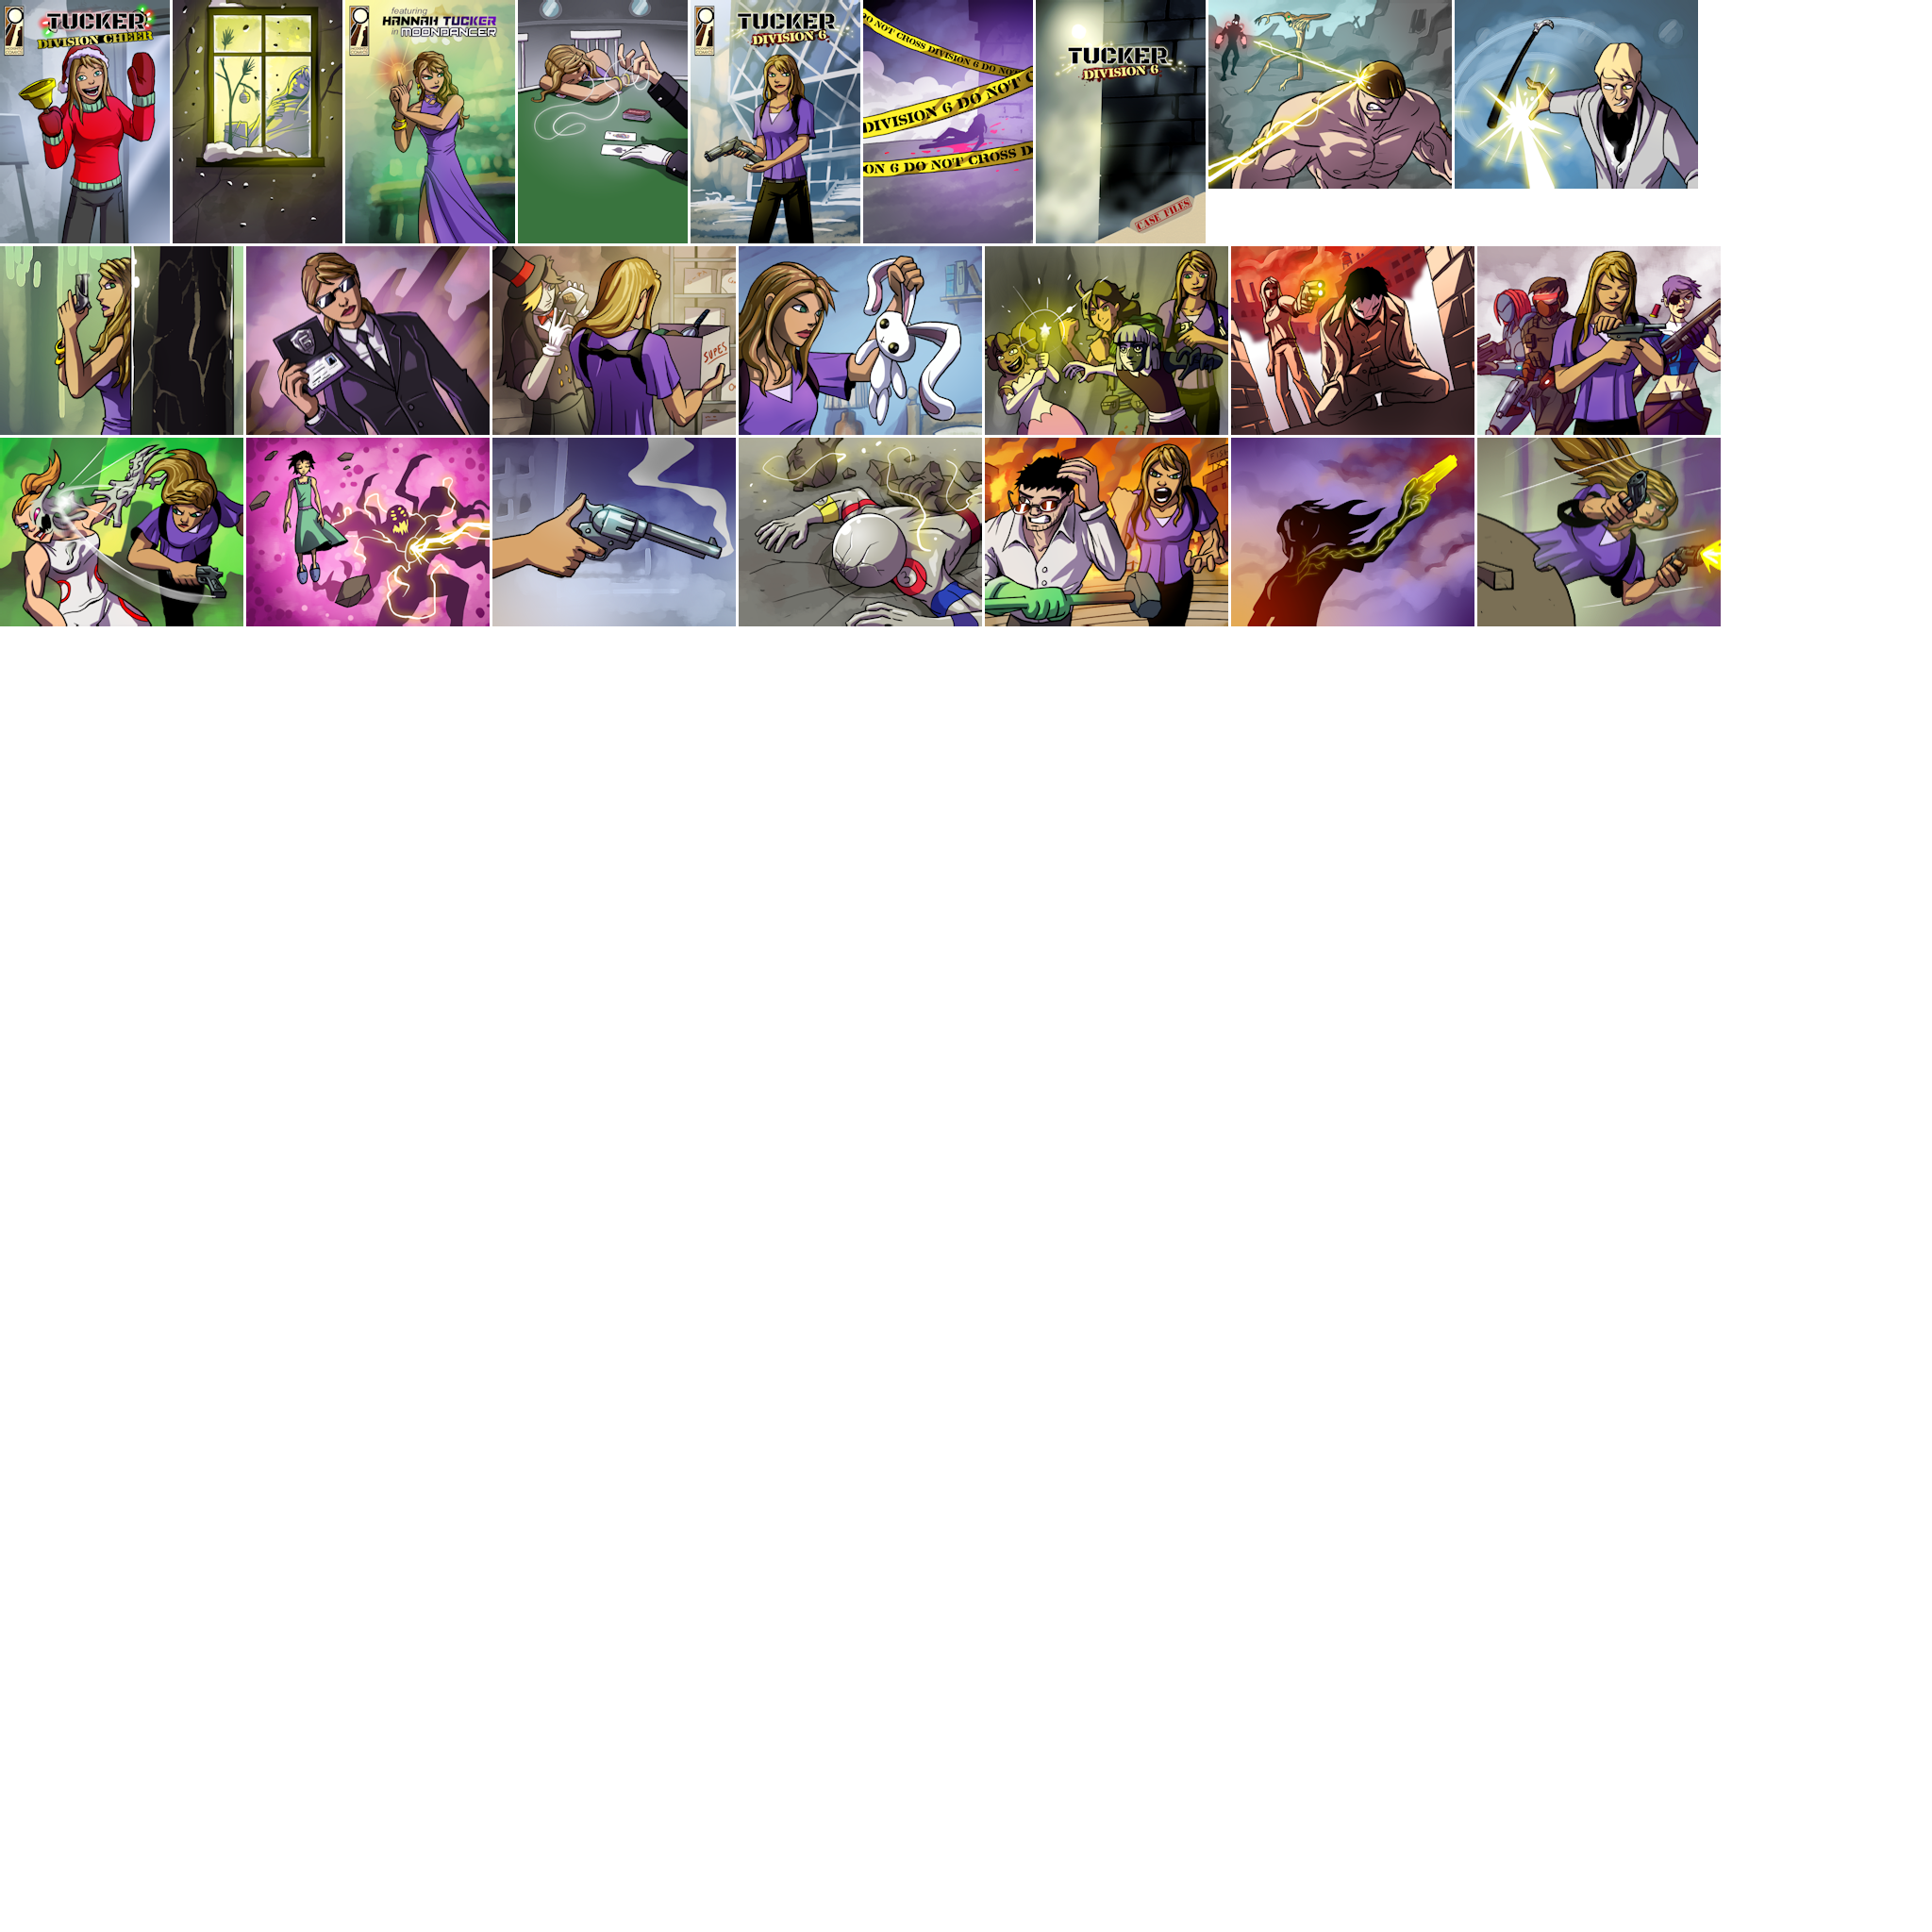 TUCKER
DIVISION CHEER
featuring
HANNAH TUCKER
in MOONDANCER
TUCKER
DIVISION 6
DO NOT CROSS DIVISION 6 DO NOT
DIVISION 6 DO NOT
ON 6 DO NOT CROSS D
TUCKER
DIVISION 6
CASE FILES
SUPES
3